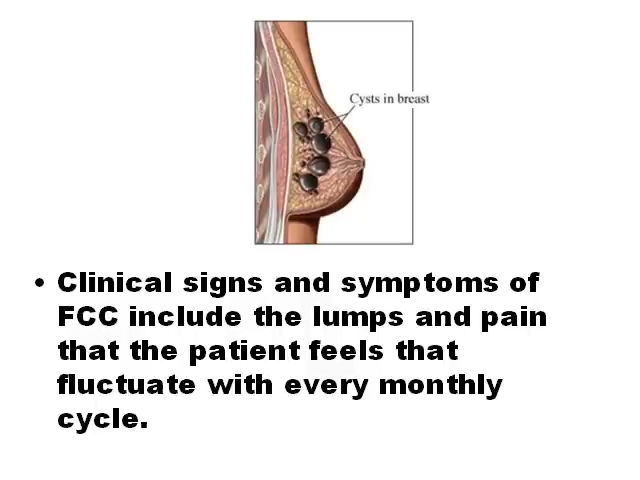 Cysts in breast
• Clinical signs and symptoms of
FCC include the lumps and pain
that the patient feels that
fluctuate with every monthly
cycle.